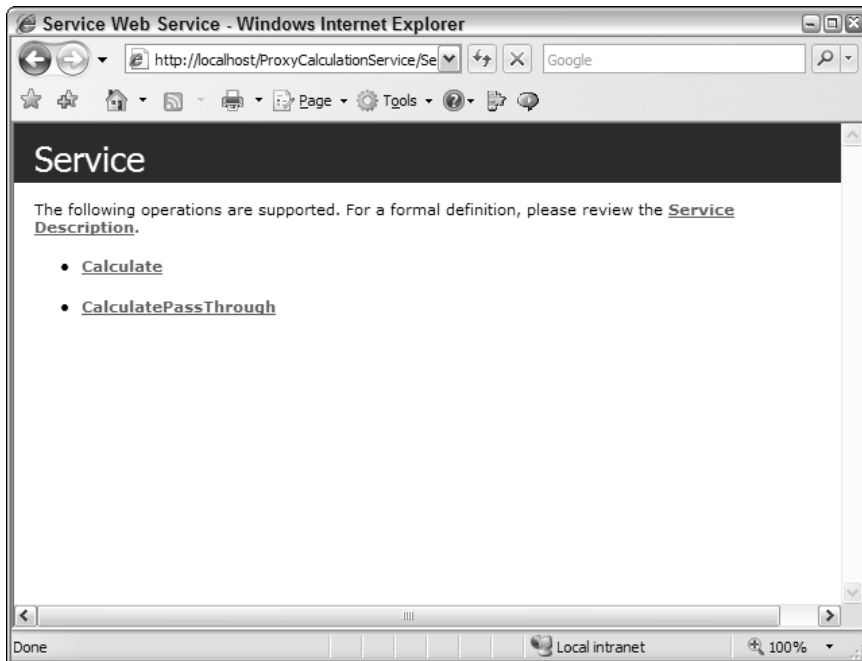 Service Web Service - Windows Internet Explorer
http://localhost/ProxyCalculationService/Se
Google
Page
Tools
Service
The following operations are supported. For a formal definition, please review the Service
Description.
• Calculate
• CalculatePassThrough
Done
Local intranet
100%